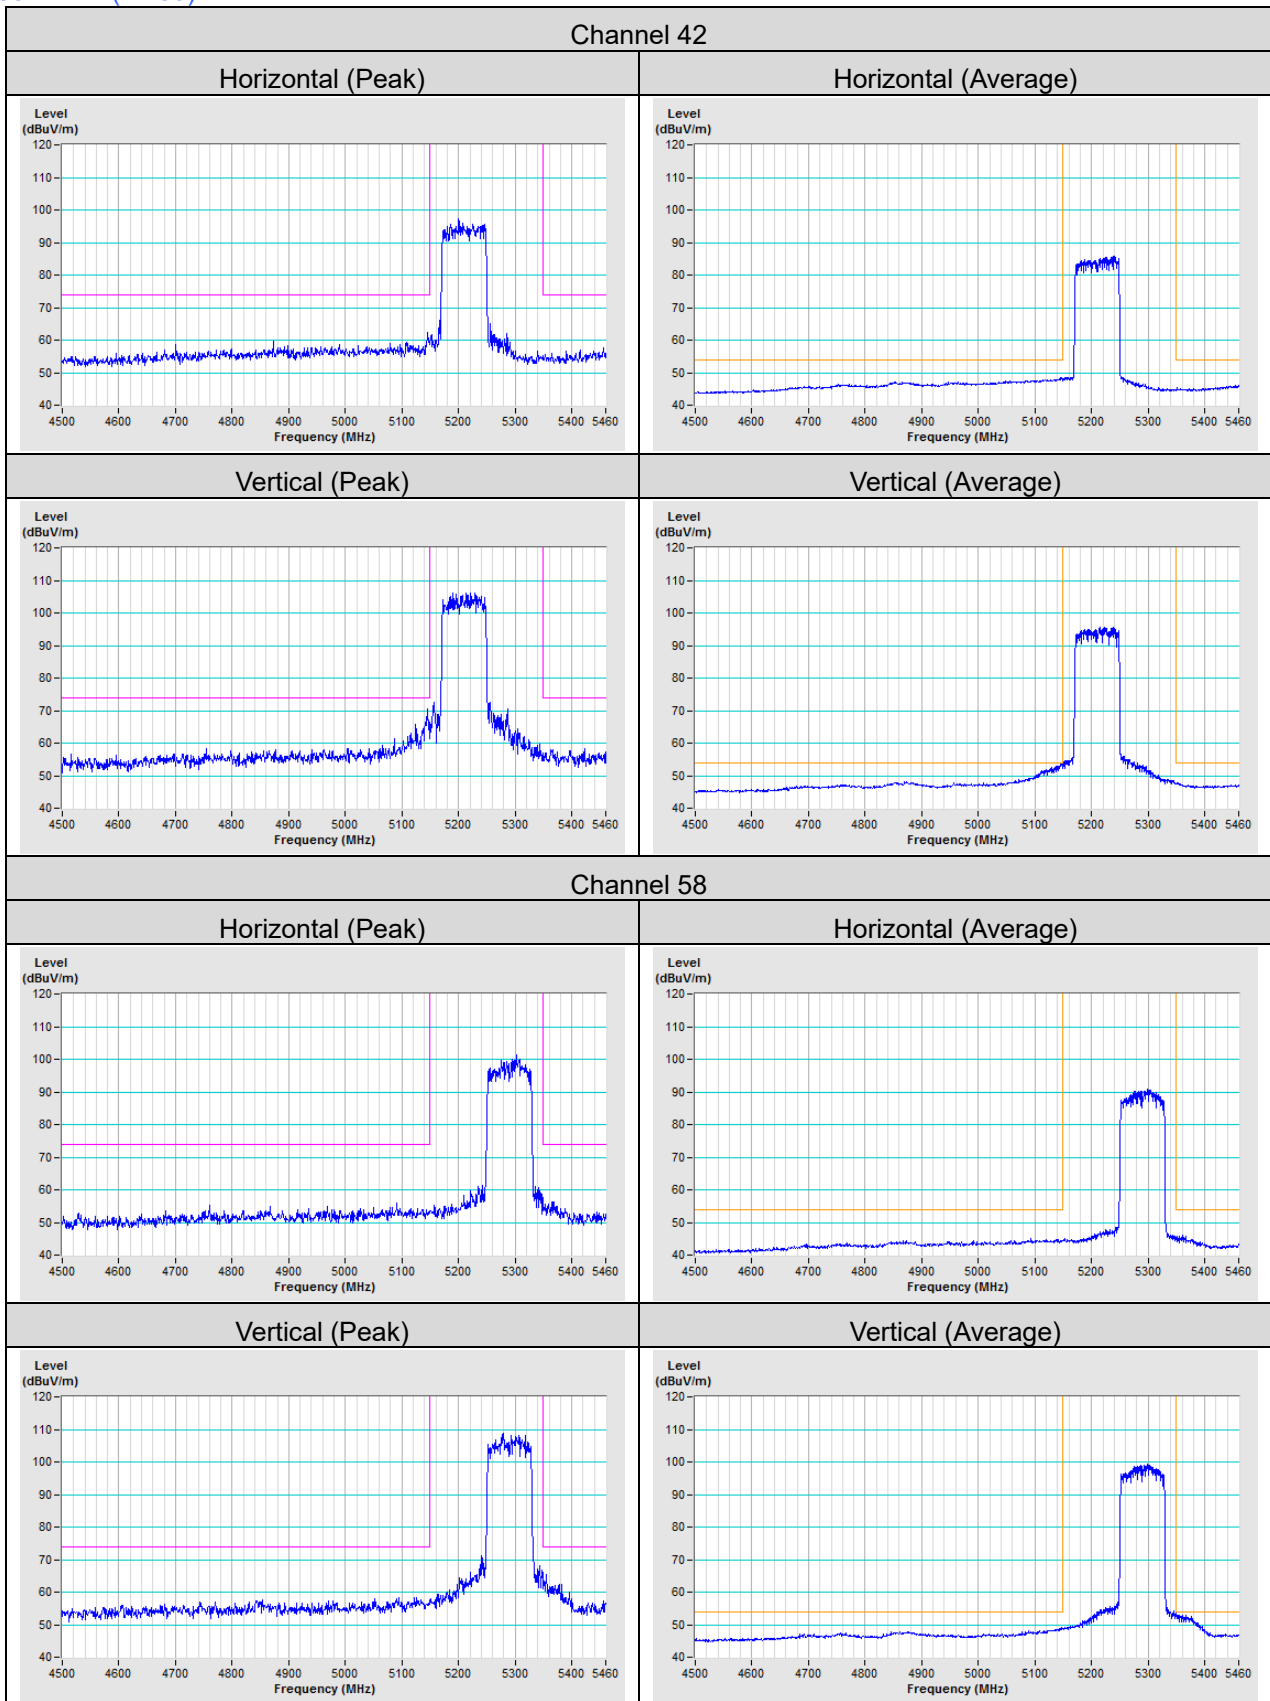 Channel 42
Horizontal (Peak) Horizontal (Average)
Level Level
(dBuV/m) (dBuV/m)
120 120
110 110
100 100
90 90
80 80
70 70
60 60
50 50
40 40
4500 4600 4700 4800 4900 5000 5100 5200 5300 5400 5460 4500 4600 4700 4800 4900 5000 5100 5200 5300 5400 5460
Frequency (MHz) Frequency (MHz)
Vertical (Peak) Vertical (Average)
Level Level
(dBuV/m) (dBuV/m)
120 120
110 110
100 100
90 90
80 80
70 70
60 60
50 50
40 40
4500 4600 4700 4800 4900 5000 5100 5200 5300 5400 5460 4500 4600 4700 4800 4900 5000 5100 5200 5300 5400 5460
Frequency (MHz) Frequency (MHz)
Channel 58
Horizontal (Peak) Horizontal (Average)
Level Level
(dBuV/m) (dBuV/m)
120 120
110 110
100 100
90 90
80 80
70 70
60 60
50 50
40 40
4500 4600 4700 4800 4900 5000 5100 5200 5300 5400 5460 4500 4600 4700 4800 4900 5000 5100 5200 5300 5400 5460
Frequency (MHz) Frequency (MHz)
Vertical (Peak) Vertical (Average)
Level Level
(dBuV/m) (dBuV/m)
120 120
110 110
100 100
90 90
80 80
70 70
60 60
50 50
40 40
4500 4600 4700 4800 4900 5000 5100 5200 5300 5400 5460 4500 4600 4700 4800 4900 5000 5100 5200 5300 5400 5460
Frequency (MHz) Frequency (MHz)